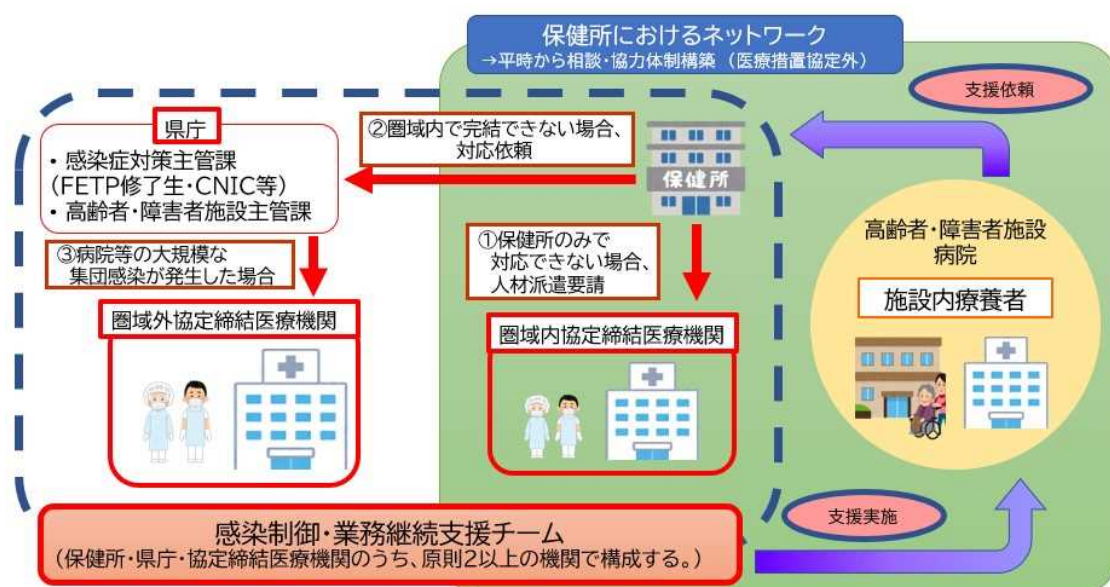 保健所におけるネットワーク
→平時から相談・協力体制構築（医療措置協定外）
支援依頼
県庁
・感染症対策主管課
(FETP修了生・CNIC等)
・高齢者・障害者施設主管課
②圏域内で完結できない場合、
対応依頼
保健所
③病院等の大規模な
集団感染が発生した場合
①保健所のみで
対応できない場合、
人材派遣要請
高齢者・障害者施設
病院
施設内療養者
圏域外協定締結医療機関
圏域内協定締結医療機関
支援実施
感染制御・業務継続支援チーム
(保健所・県庁・協定締結医療機関のうち、原則2以上の機関で構成する。)